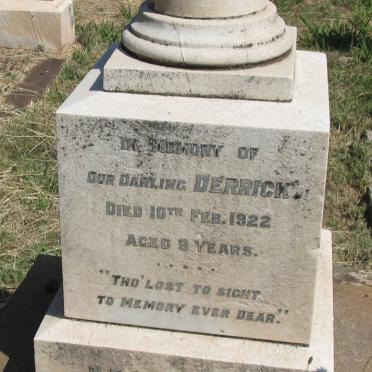 In Memory of
Our Darling DERRICK
Died 10th Feb. 1922
Aged 9 Years.
"Tho' lost to sight
to memory ever dear."